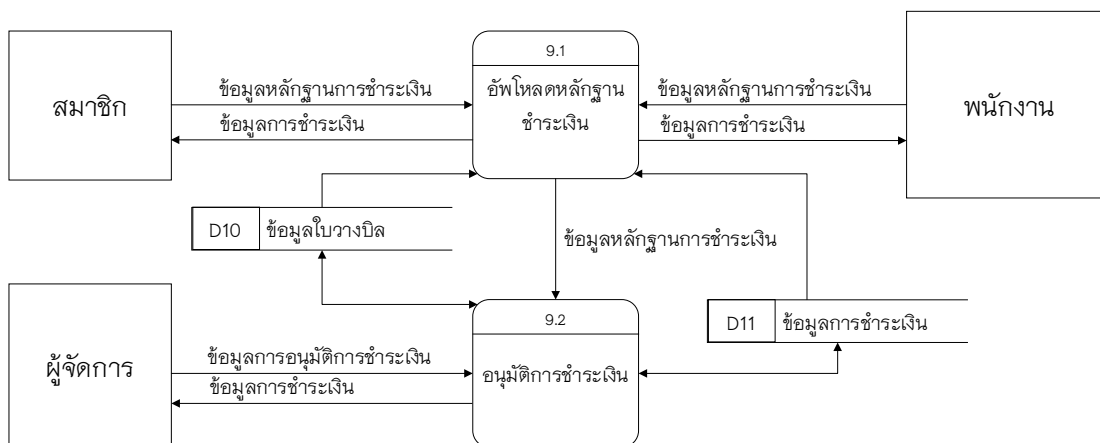 9.1
สมาชิก
ข้อมูลหลักฐานการชำระเงิน
ข้อมูลการชำระเงิน
อัพโหลดหลักฐาน
ชำระเงิน
ข้อมูลหลักฐานการชำระเงิน
ข้อมูลการชำระเงิน
พนักงาน
D10
ข้อมูลใบวางบิล
ข้อมูลหลักฐานการชำระเงิน
9.2
D11
ข้อมูลการชำระเงิน
ผู้จัดการ
ข้อมูลการอนุมัติการชำระเงิน
ข้อมูลการชำระเงิน
อนุมัติการชำระเงิน